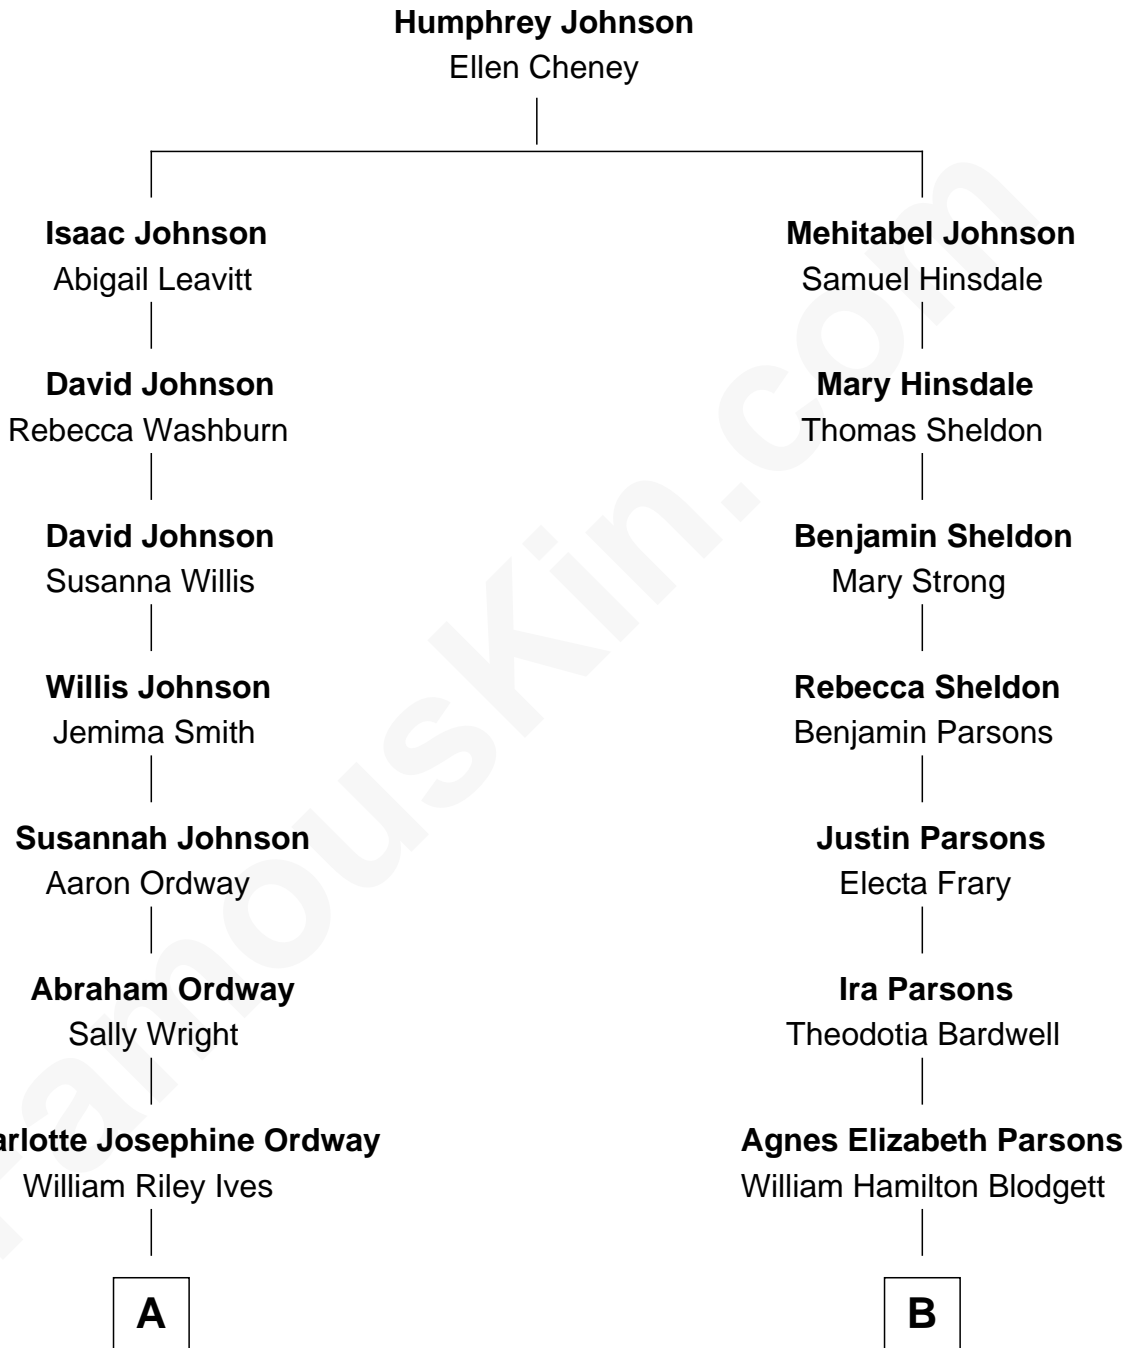 Humphrey Johnson
Ellen Cheney
Isaac Johnson
Abigail Leavitt
David Johnson
Rebecca Washburn
David Johnson
Susanna Willis
Willis Johnson
Jemima Smith
Susannah Johnson
Aaron Ordway
Abraham Ordway
Sally Wright
arlotte Josephine Ordway
William Riley Ives
A
Mehitabel Johnson
Samuel Hinsdale
Mary Hinsdale
Thomas Sheldon
Benjamin Sheldon
Mary Strong
Rebecca Sheldon
Benjamin Parsons
Justin Parsons
Electa Frary
Ira Parsons
Theodotia Bardwell
Agnes Elizabeth Parsons
William Hamilton Blodgett
B
FamousKin.com